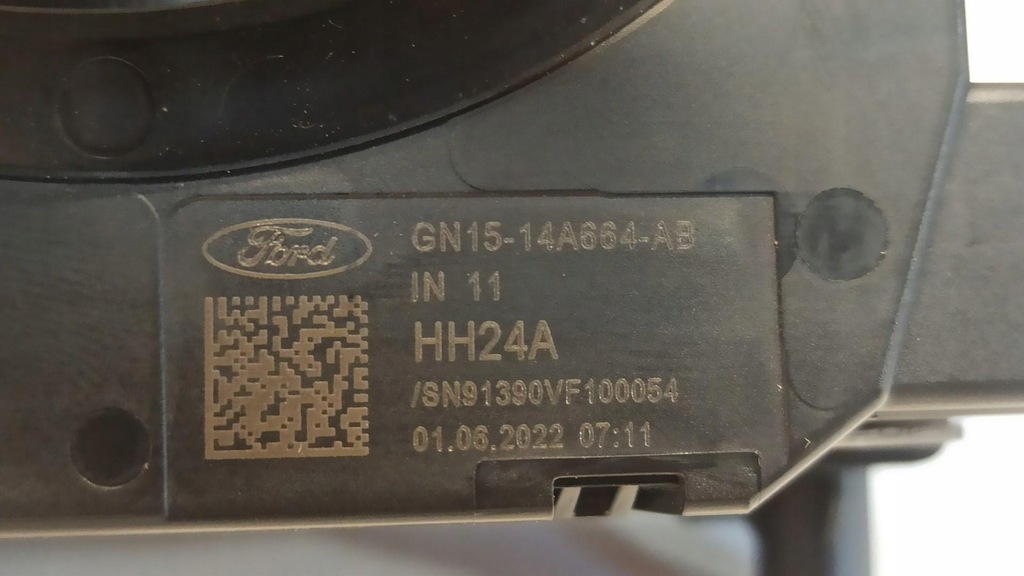 Ford
GN15-14A664-AB
IN 11
HH24A
/SN91390VF100054
01.06.2022 07:11